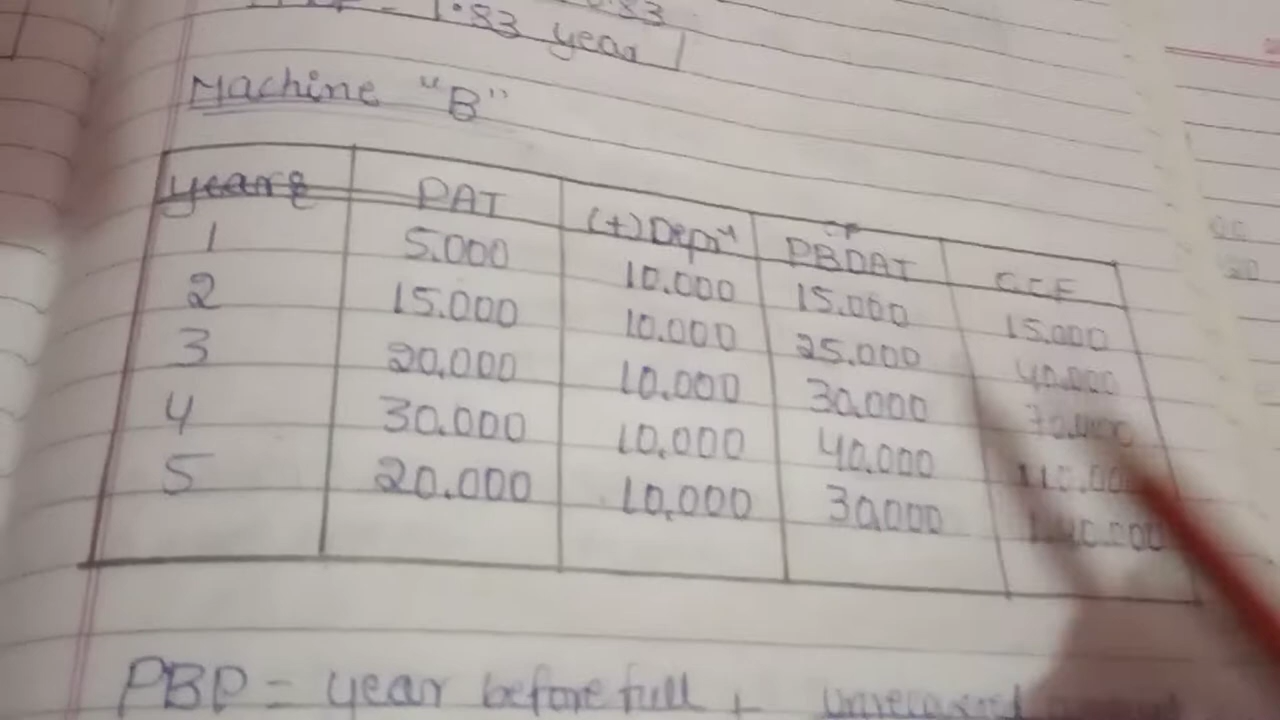 1.83 year
Machine "B"
years PAT (+) Depn PBDAT CCF
1 5.000 10.000 15.000 15.000
2 15.000 10.000 25.000 40.000
3 20,000 10.000 30,000
4 30.000 10.000 40.000
5 20.000 10,000 30,000
PBP = year before full +